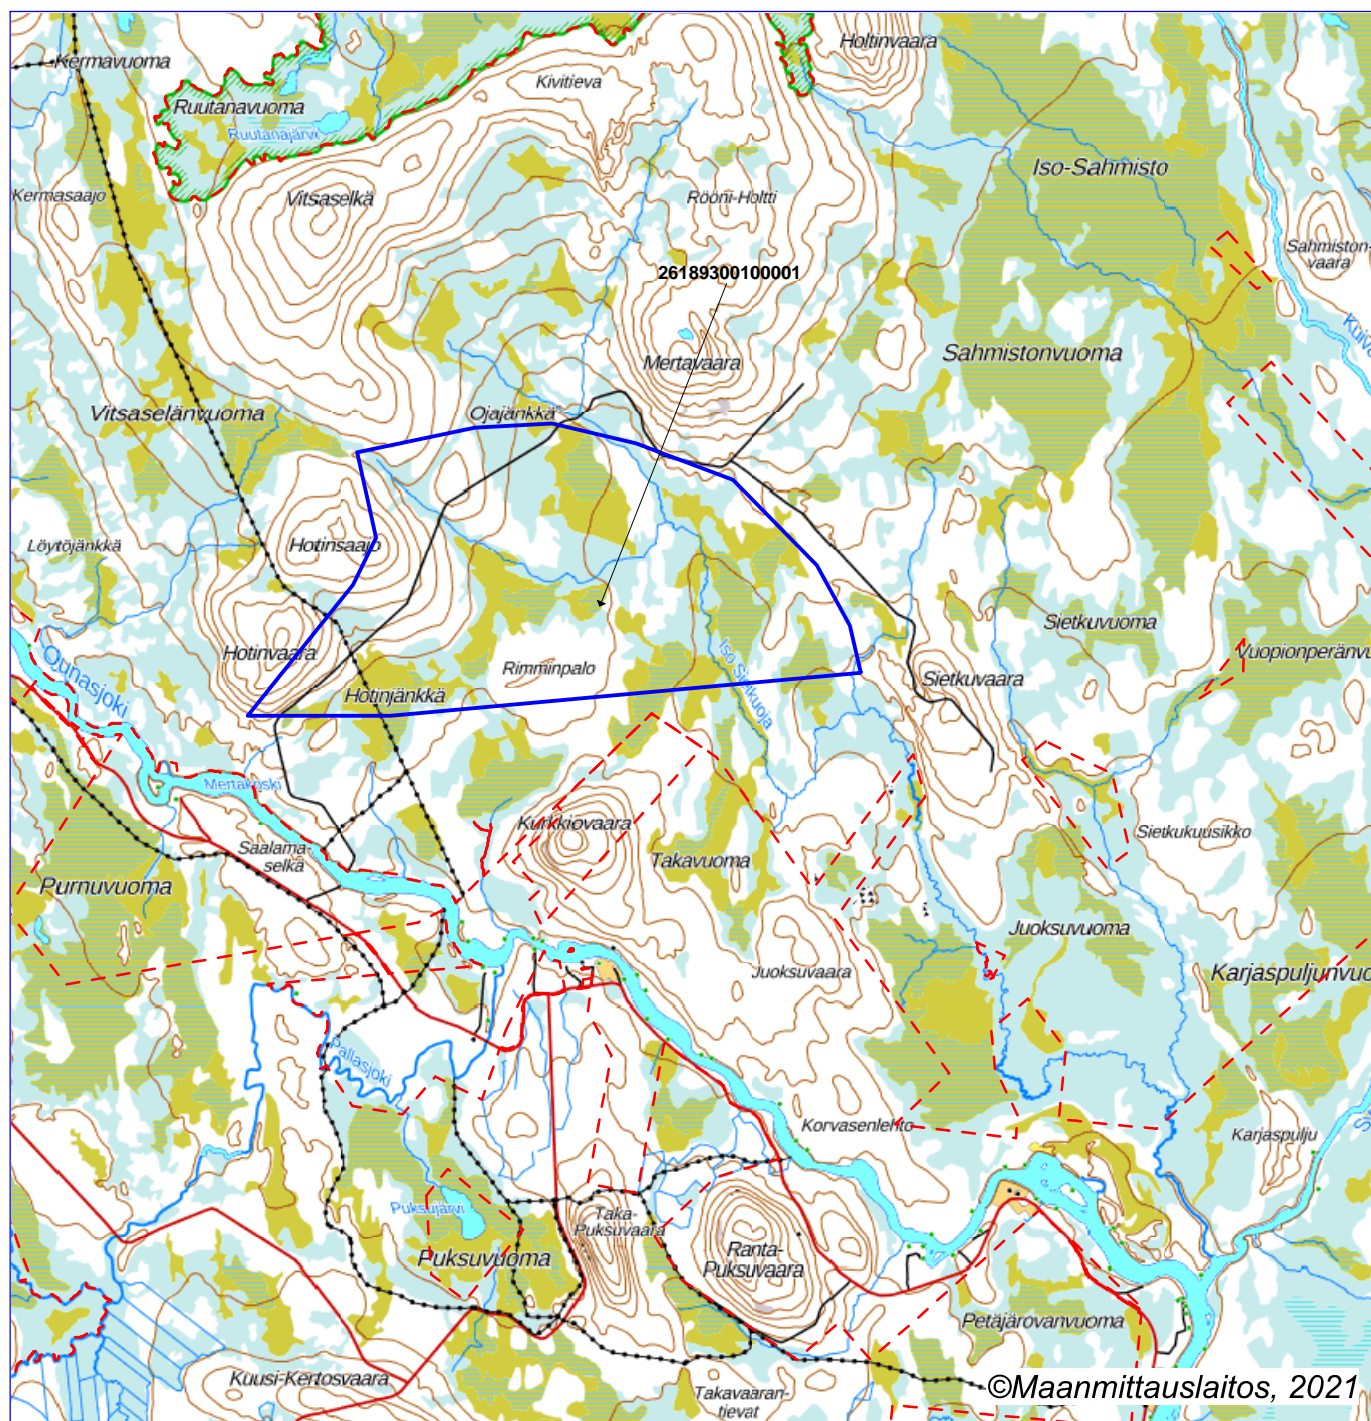 Kermavuoma
Holtinvaara
Kivitieva
Ruutanavuoma
Ruutanajärvi
Iso-Sahmisto
Kermasaajo
Vitsaselkä
Rööni-Holtti
Sahmiston-
vaara
26189300100001
Mertavaara
Sahmistonvuoma
Vitsaselänvuoma
Ojajänkkä
Löytöjänkkä
Hotinsaajo
Sietkuvuoma
Hotinvaara
Rimminpalo
Iso Sietkuoja
Sietkuvaara
Ounasjoki
Hotinjänkkä
Mertakoski
Kurkkiovaara
Sietkukuusikko
Saalama-
selkä
Takavuoma
Purnuvuoma
Juoksuvuoma
Juoksuvaara
Pallasjoki
Korvasenlehto
Karjaspulju
Puksujärvi
Taka-
Puksuvaara
Puksuvuoma
Ranta-
Puksuvaara
Petäjärovanvuoma
Kuusi-Kertosvaara
Takavaaran-
tievat
©Maanmittauslaitos, 2021